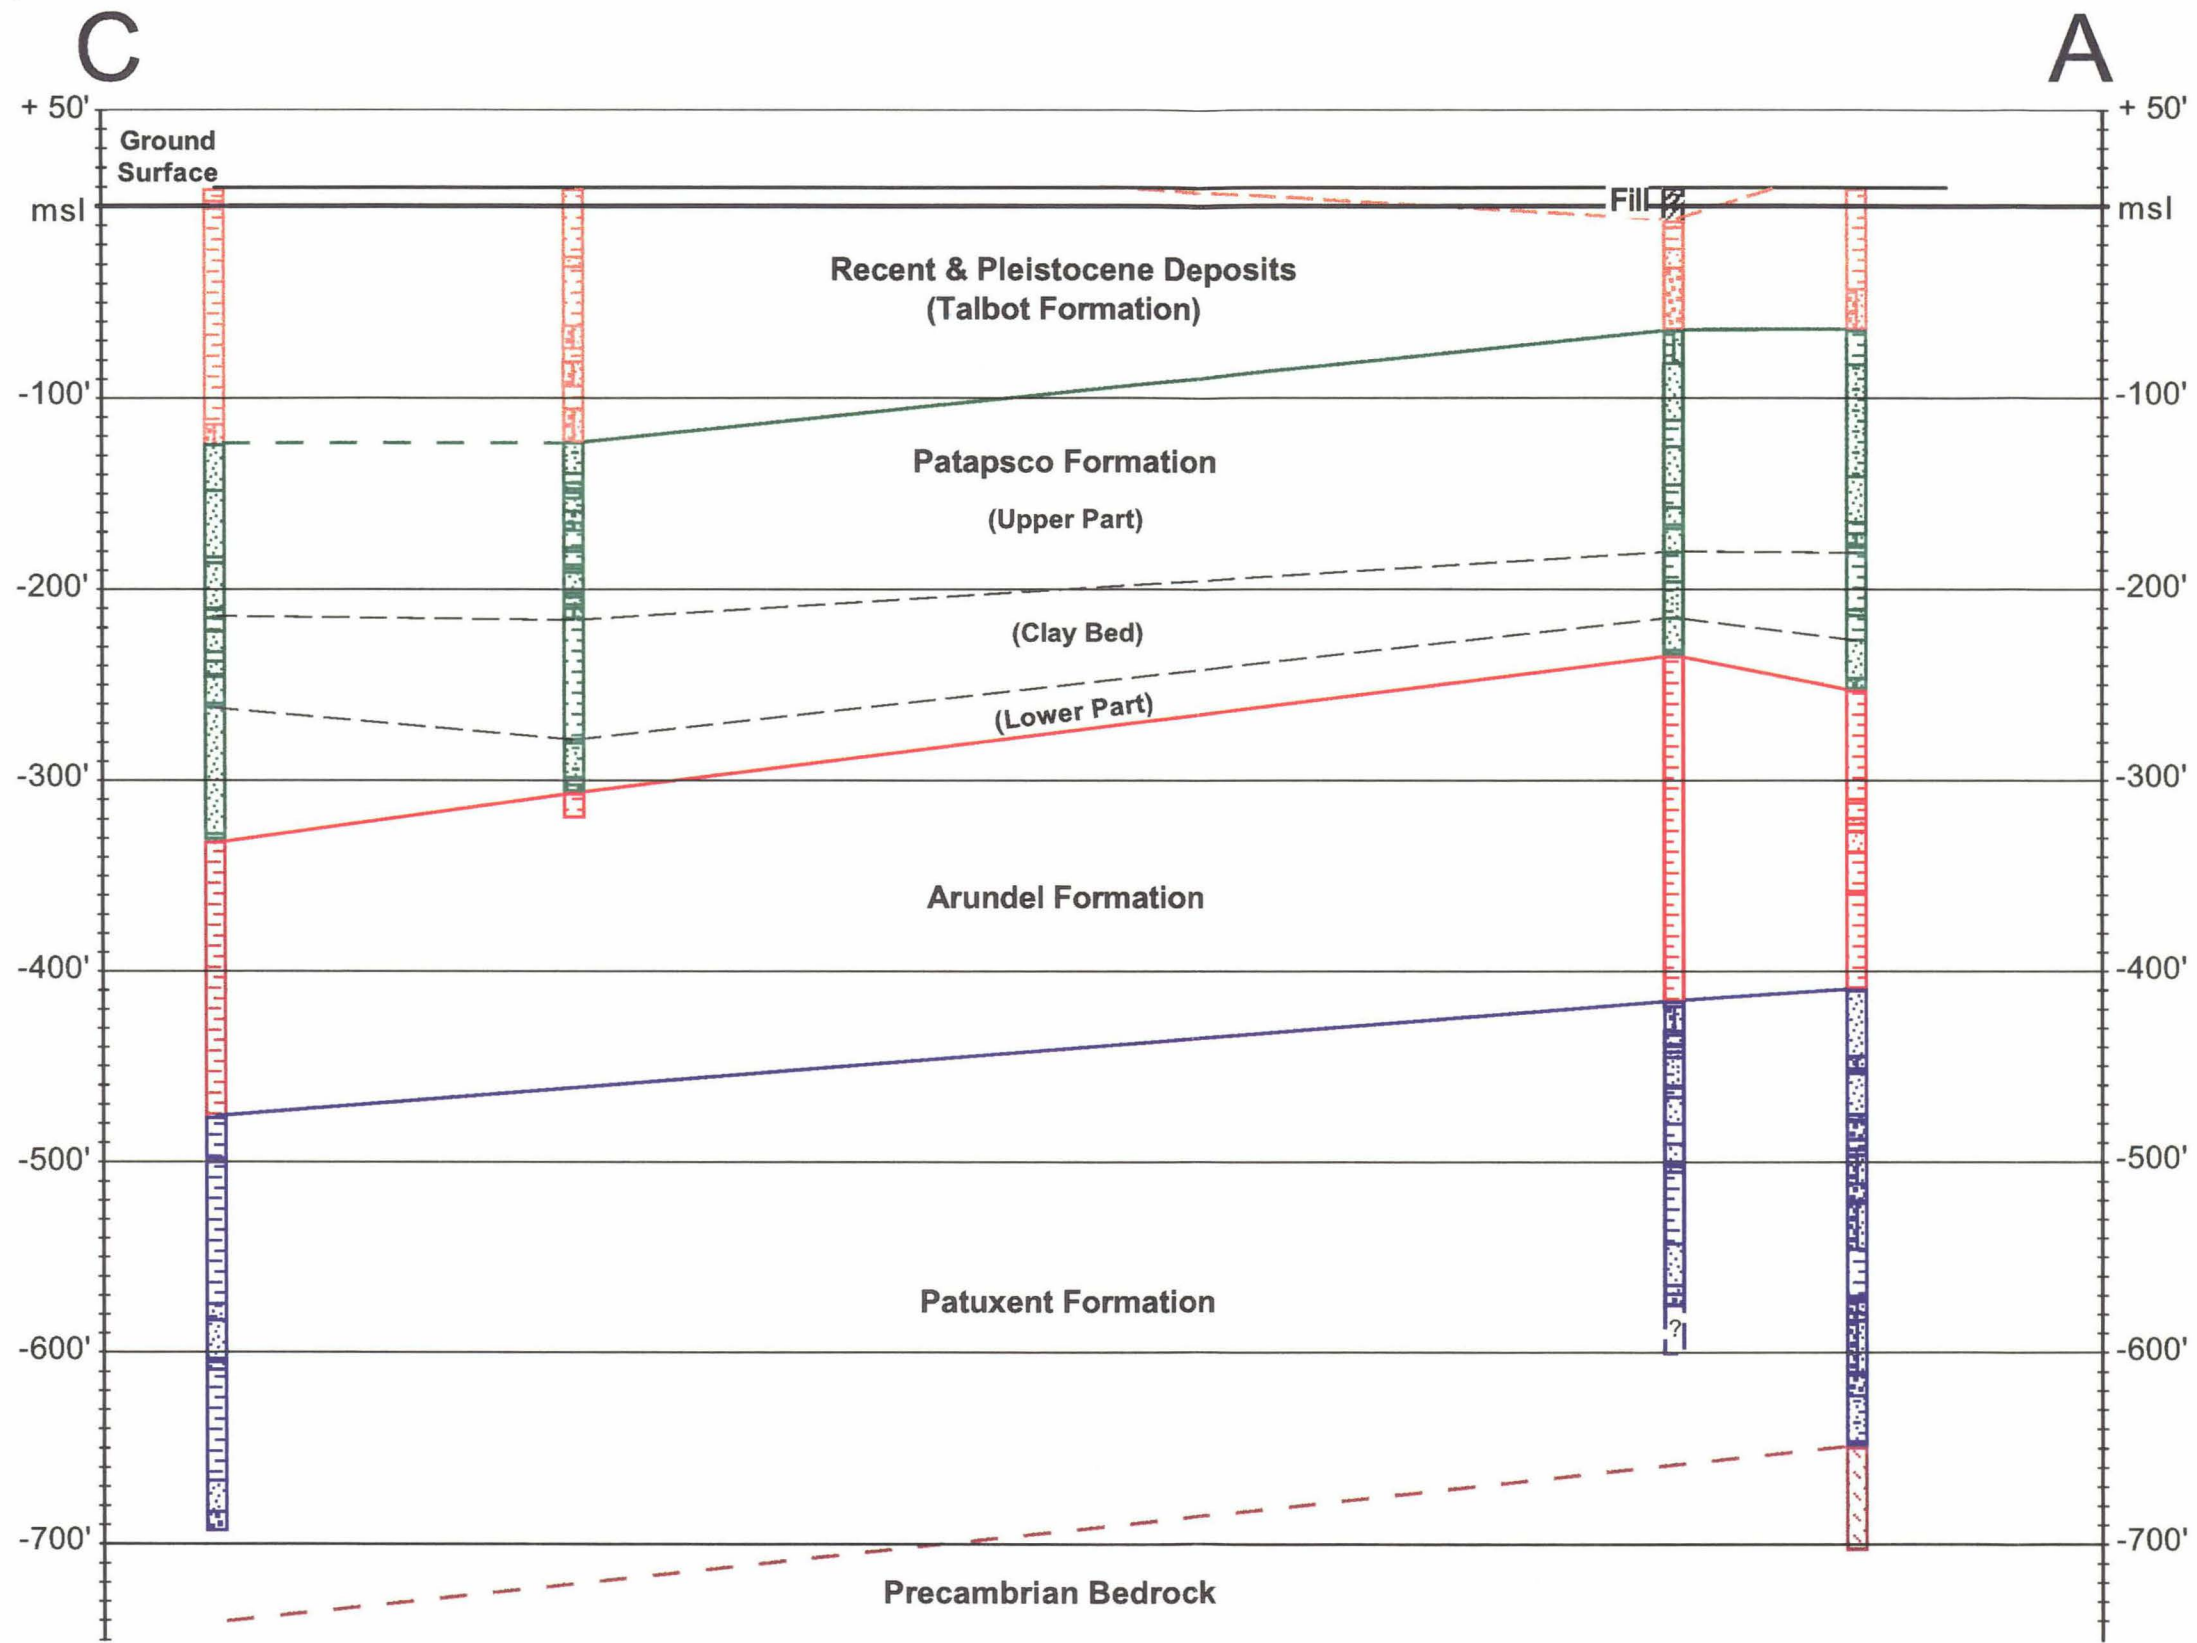 C
A
+ 50'
+ 50'
Ground
Surface
Fill
msl
msl
Recent & Pleistocene Deposits
(Talbot Formation)
-100'
-100'
Patapsco Formation
(Upper Part)
-200'
-200'
(Clay Bed)
(Lower Part)
-300'
-300'
Arundel Formation
-400'
-400'
-500'
-500'
Patuxent Formation
?
-600'
-600'
-700'
-700'
Precambrian Bedrock